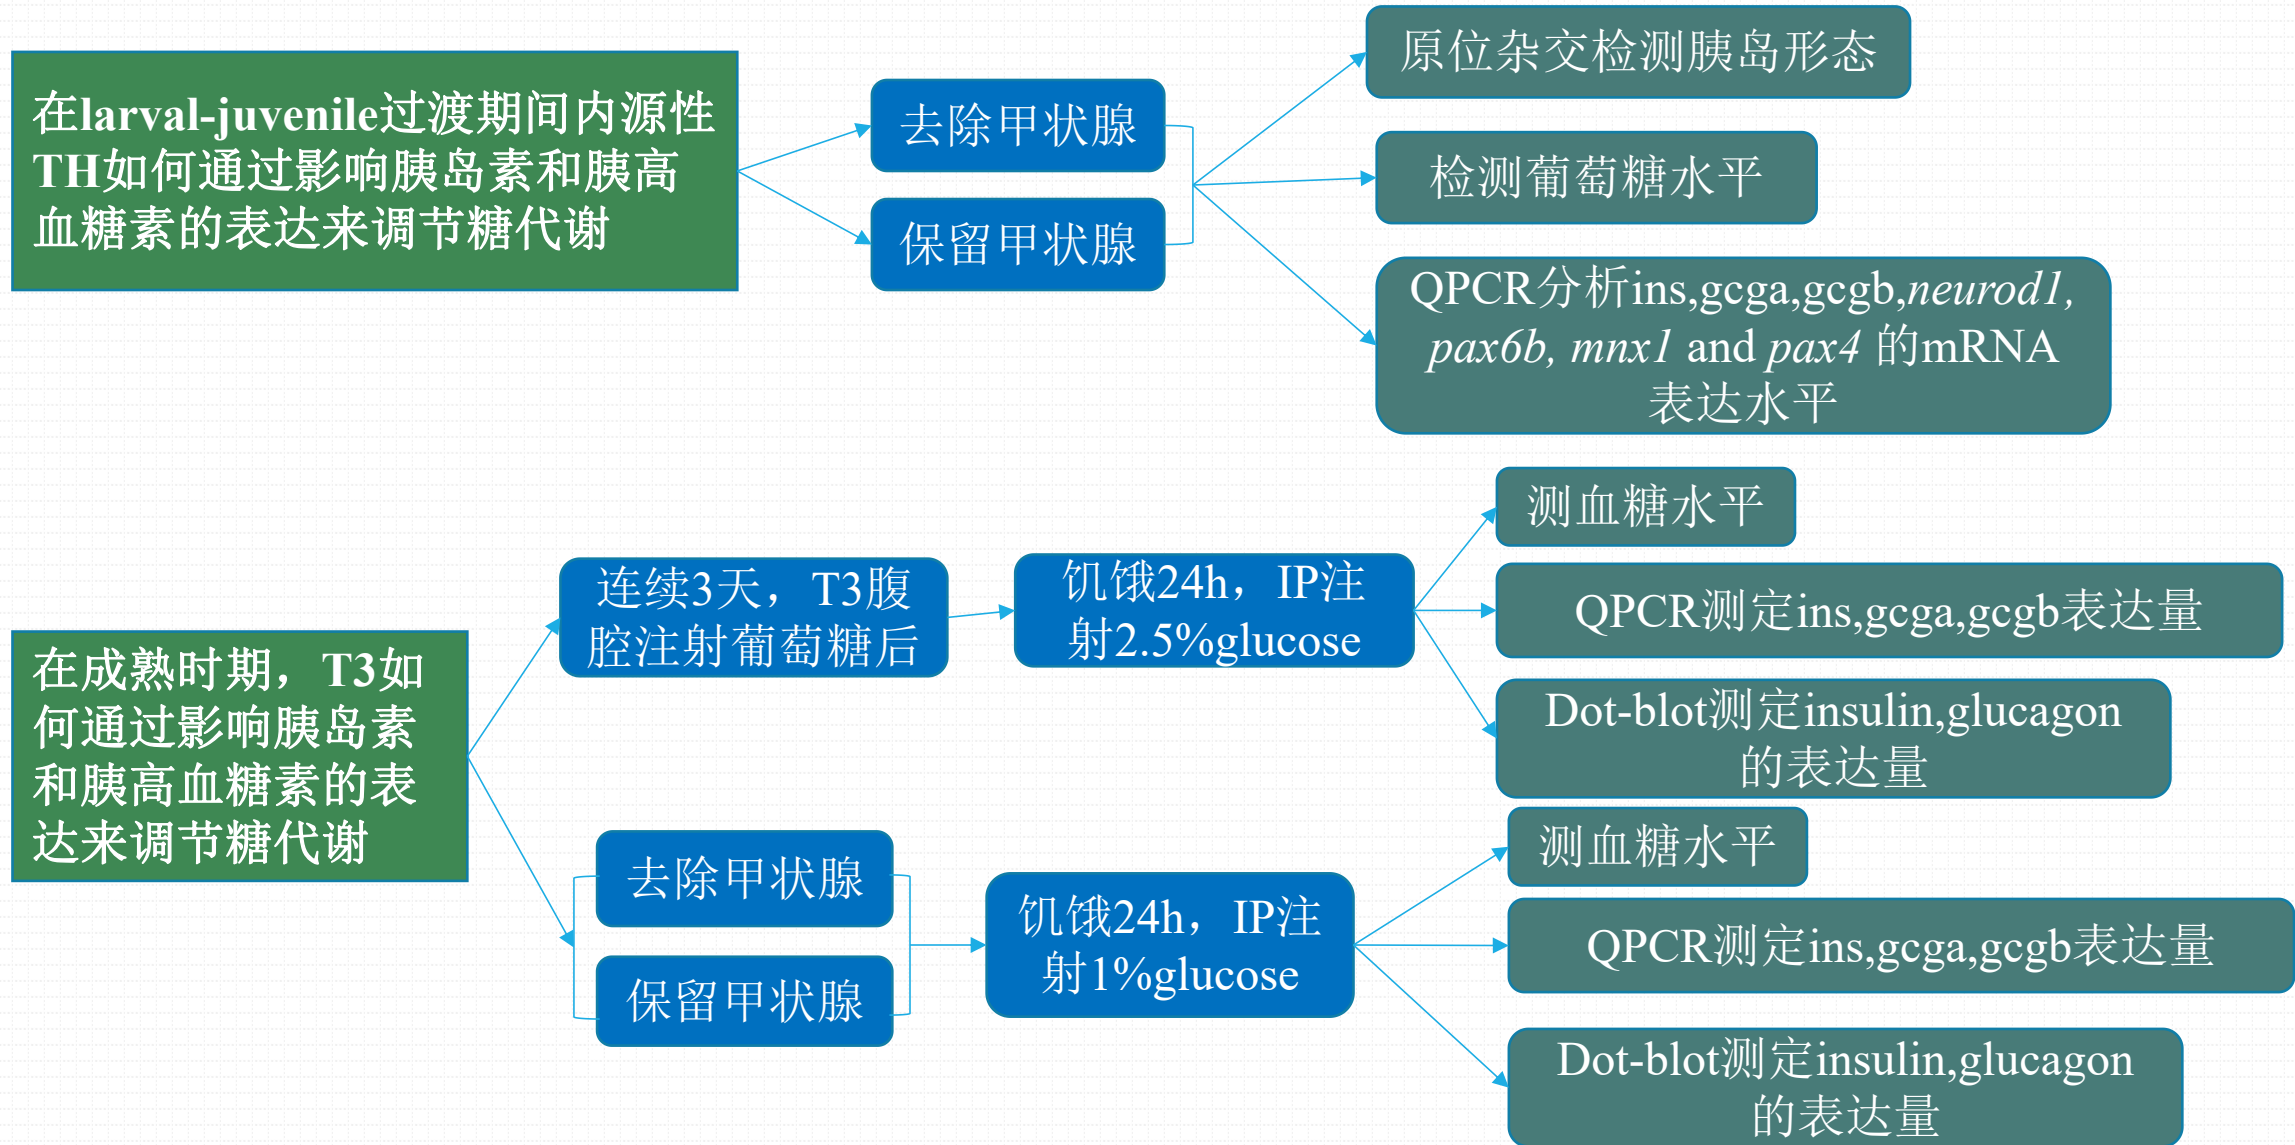 在larval-juvenile过渡期间内源性
TH如何通过影响胰岛素和胰高
血糖素的表达来调节糖代谢
去除甲状腺
保留甲状腺
原位杂交检测胰岛形态
检测葡萄糖水平
QPCR分析ins,gcga,gcgb,neurod1,
pax6b, mnx1 and pax4 的mRNA
表达水平
在成熟时期，T3如
何通过影响胰岛素
和胰高血糖素的表
达来调节糖代谢
连续3天，T3腹
腔注射葡萄糖后
饥饿24h，IP注
射2.5%glucose
测血糖水平
QPCR测定ins,gcga,gcgb表达量
Dot-blot测定insulin,glucagon
的表达量
去除甲状腺
保留甲状腺
饥饿24h，IP注
射1%glucose
测血糖水平
QPCR测定ins,gcga,gcgb表达量
Dot-blot测定insulin,glucagon
的表达量